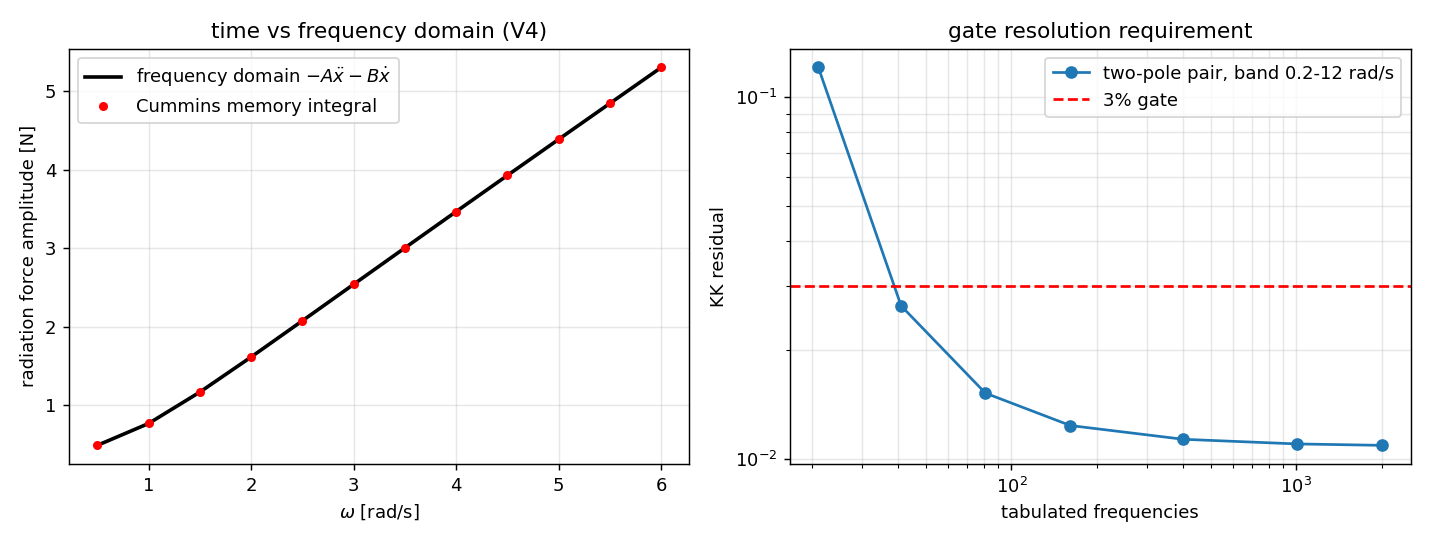 time vs frequency domain (V4)
frequency domain −Aẍ − Bẋ
Cummins memory integral
radiation force amplitude [N]
5
4
3
2
1
1 2 3 4 5 6
ω [rad/s]
gate resolution requirement
two-pole pair, band 0.2-12 rad/s
3% gate
KK residual
10⁻¹
10⁻²
10² 10³
tabulated frequencies